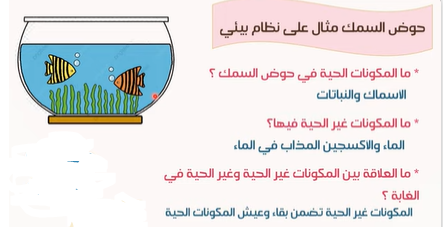 حوض السمك مثال على نظام بيئي
* ما المكونات الحية في حوض السمك ؟
الأسماك والنباتات
* ما المكونات غير الحية فيها؟
الماء والأكسجين المذاب في الماء
* ما العلاقة بين المكونات غير الحية وغير الحية في
الغابة ؟
المكونات غير الحية تضمن بقاء وعيش المكونات الحية